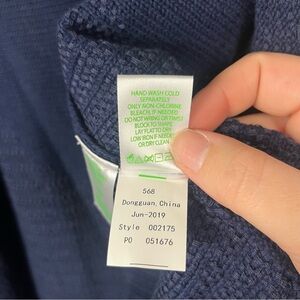 HAND WASH COLD
SEPARATELY
ONLY NON-CHLORINE
BLEACH, IF NEEDED
DO NOT WRING OR TWIST
BLOCK TO SHAPE
LAY FLAT TO DRY
LOW IRON IF NEEDED
OR DRY CLEAN
568
Dongguan, China
Jun-2019
Style 002175
PO 051676